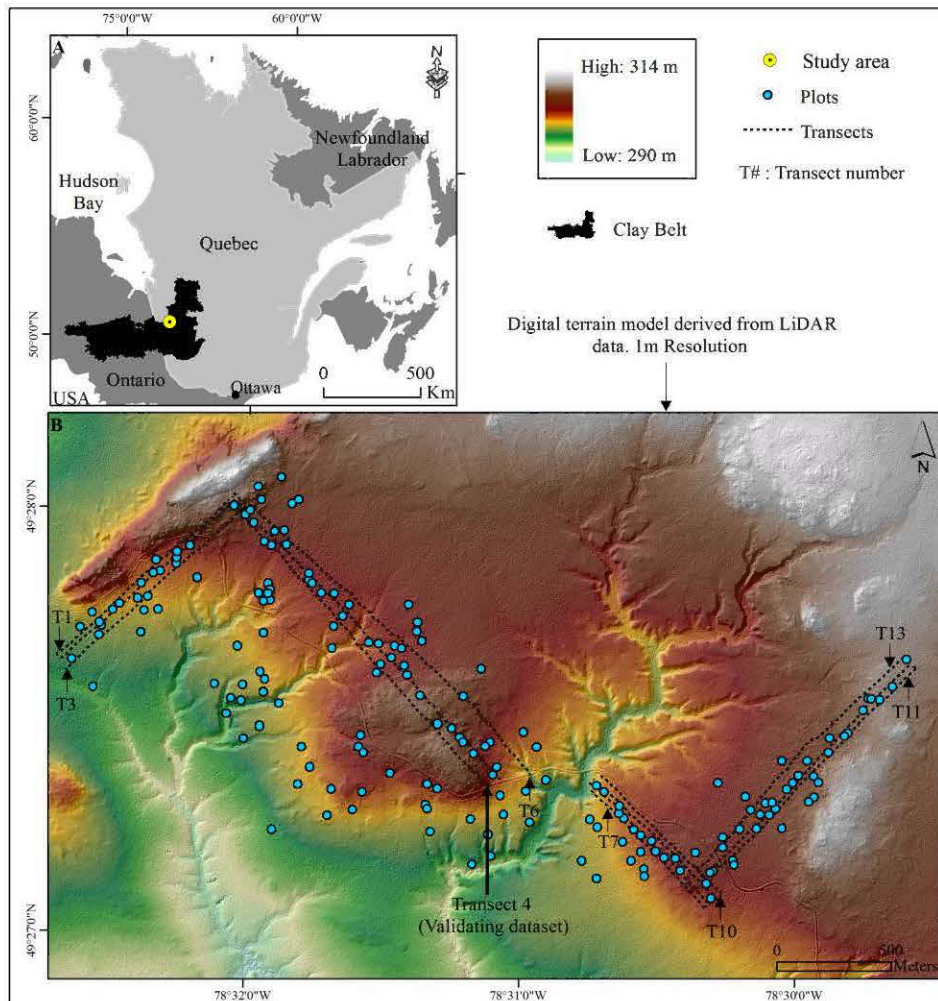 75°0'0"W
60°0'0"W
A
N
60°0'0"N
50°0'0"N
Hudson
Bay
Newfoundland
Labrador
Quebec
Ontario
Ottawa
USA
0 500
Km
High: 314 m
Low: 290 m
Study area
Plots
Transects
T# : Transect number
Clay Belt
Digital terrain model derived from LiDAR
data. 1m Resolution
B
N
49°28'0"N
49°27'0"N
T1
T3
T6
T7
T10
T13
T11
Transect 4
(Validating dataset)
0 500
Meters
78°32'0"W
78°31'0"W
78°30'0"W